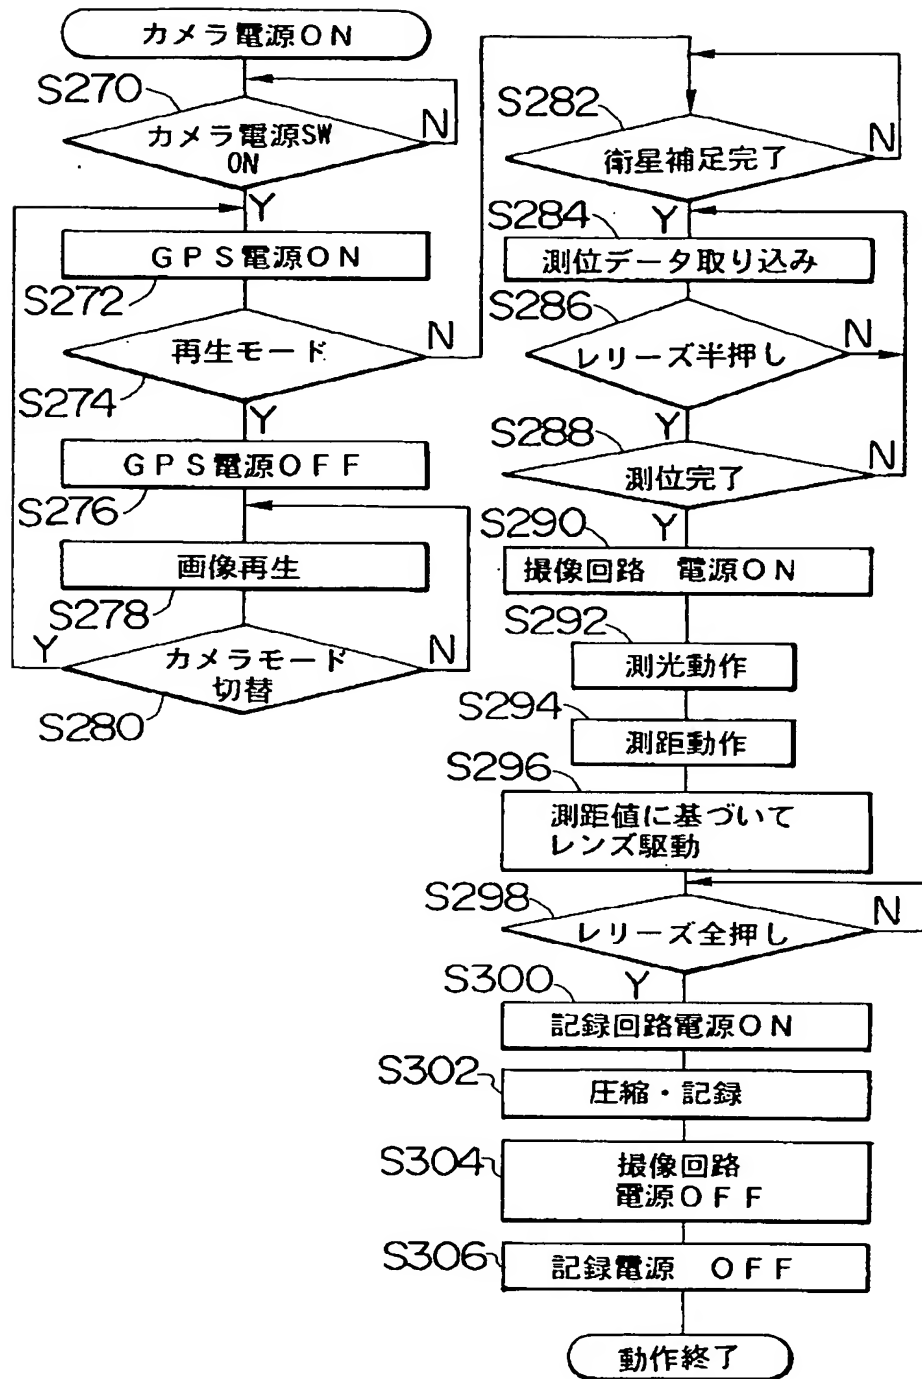 カメラ電源ON
S270
カメラ電源SW
ON
N
Y
GPS電源ON
S272
再生モード
N
S274
Y
GPS電源OFF
S276
画像再生
S278
Y
カメラモード
切替
N
S280
S282
衛星補足完了
N
Y
S284
測位データ取り込み
S286
レリーズ半押し
N
Y
S288
測位完了
N
Y
S290
撮像回路 電源ON
S292
測光動作
S294
測距動作
S296
測距値に基づいて
レンズ駆動
S298
レリーズ全押し
N
Y
S300
記録回路電源ON
S302
圧縮・記録
S304
撮像回路
電源OFF
S306
記録電源 OFF
動作終了